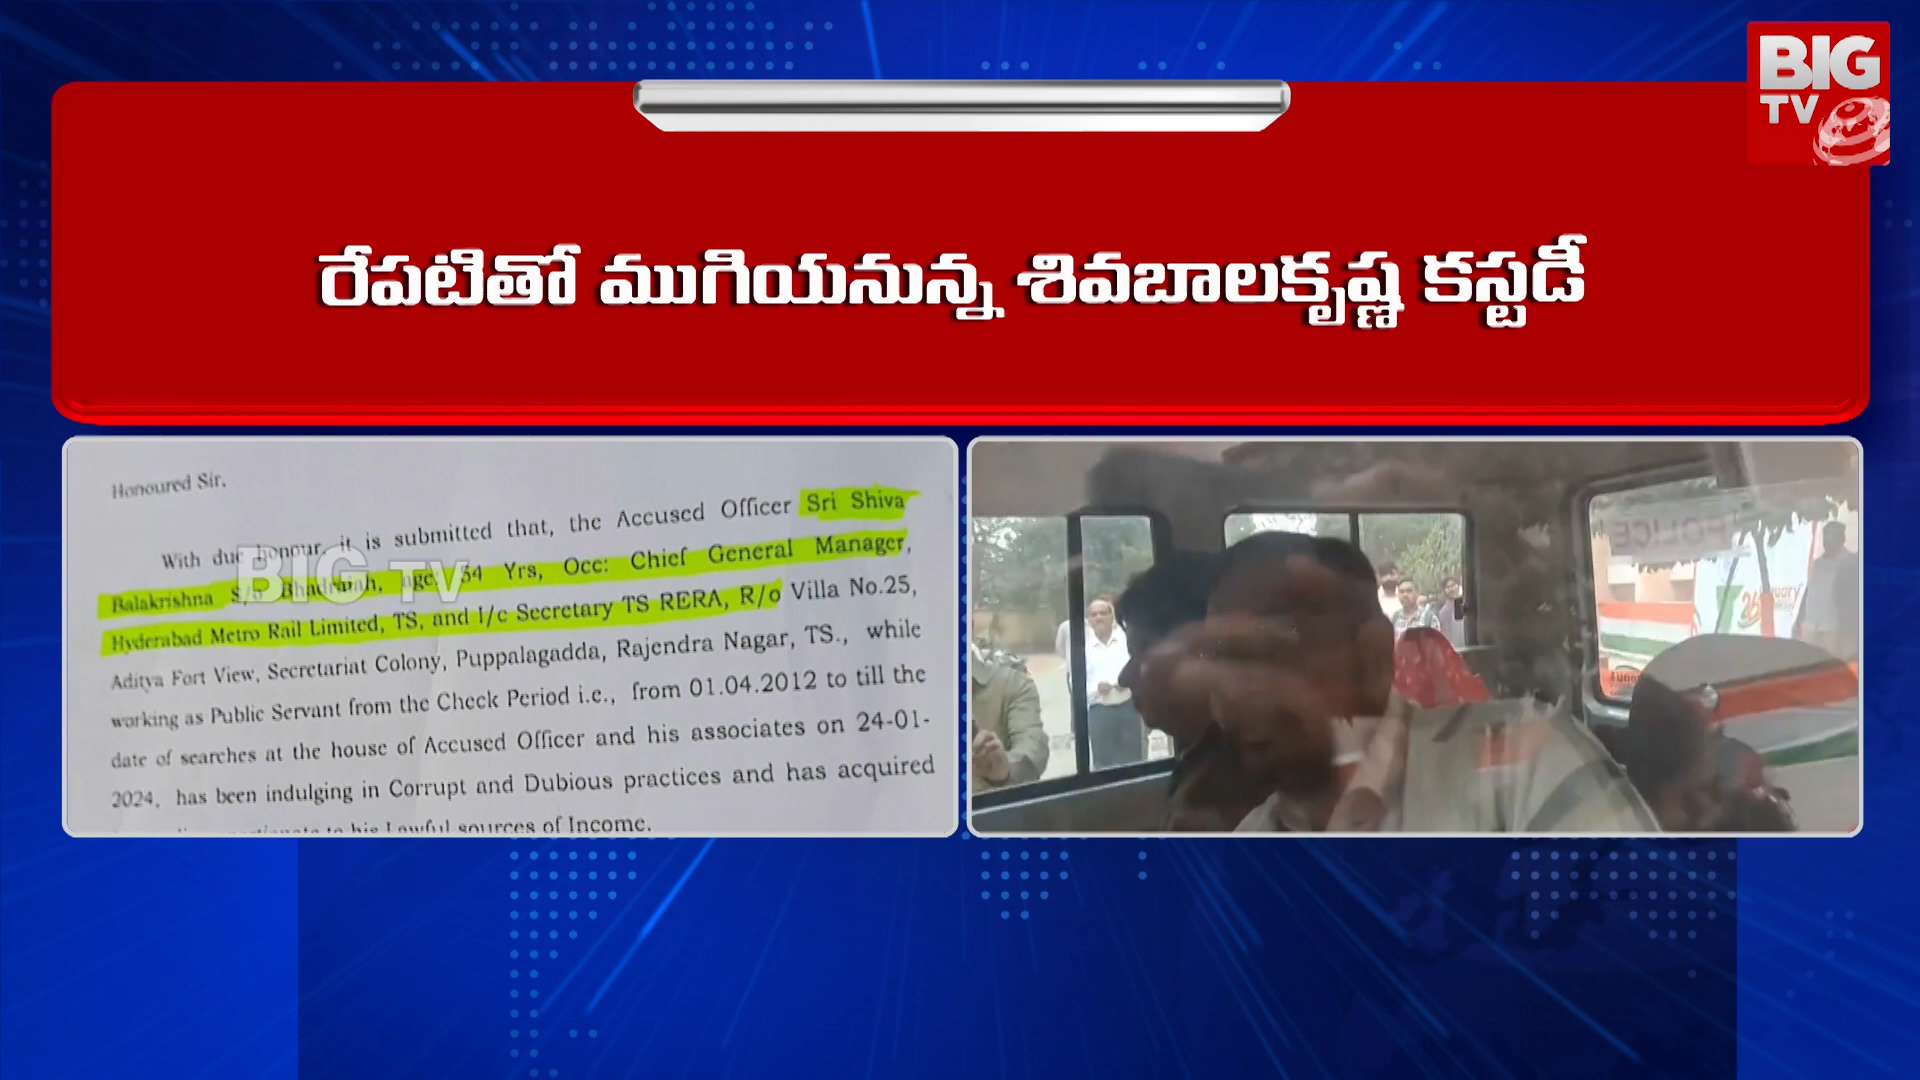 BIG
TV
రేపటితో ముగియనున్న శివబాలకృష్ణ కస్టడీ
Honoured Sir,
With due honour, it is submitted that, the Accused Officer Sri Shiva
Balakrishna S/o Bhadraiah, age: 54 Yrs, Occ: Chief General Manager,
Hyderabad Metro Rail Limited, TS, and I/c Secretary TS RERA, R/o Villa No.25,
Aditya Fort View, Secretariat Colony, Puppalagadda, Rajendra Nagar, TS., while
working as Public Servant from the Check Period i.e., from 01.04.2012 to till the
date of searches at the house of Accused Officer and his associates on 24-01-
2024, has been indulging in Corrupt and Dubious practices and has acquired
to his Lawful sources of Income.
BIG TV
POLICE
26